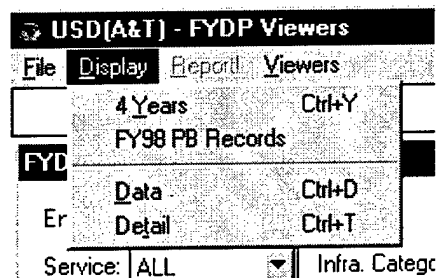 USD(A&T) - FYDP Viewers
File Display Report! Viewers
4 Years Ctrl+Y
FY98 PB Records
FYD
Data Ctrl+D
Er
Detail Ctrl+T
Service: ALL Infra. Catego